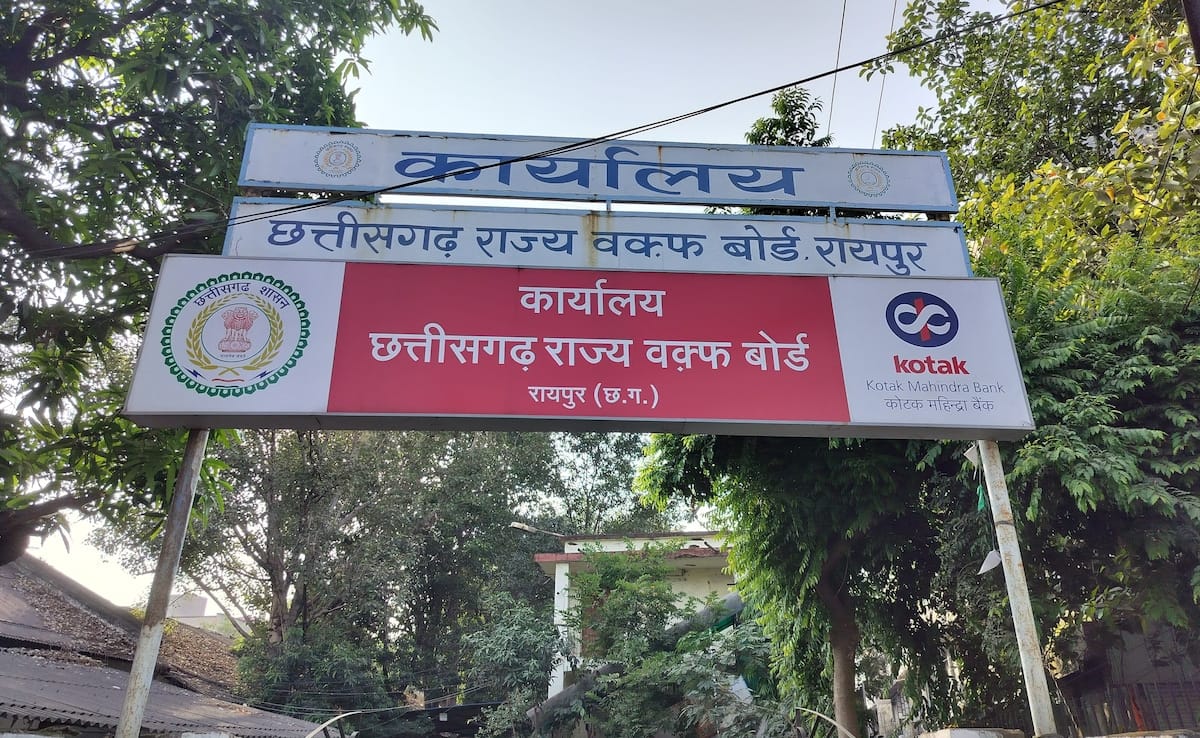 कार्यालय
छत्तीसगढ़ राज्य वक़्फ बोर्ड, रायपुर
छत्तीसगढ़ शासन
कार्यालय
छत्तीसगढ़ राज्य वक़्फ बोर्ड
रायपुर (छ.ग.)
kotak
Kotak Mahindra Bank
कोटक महिन्द्रा बैंक